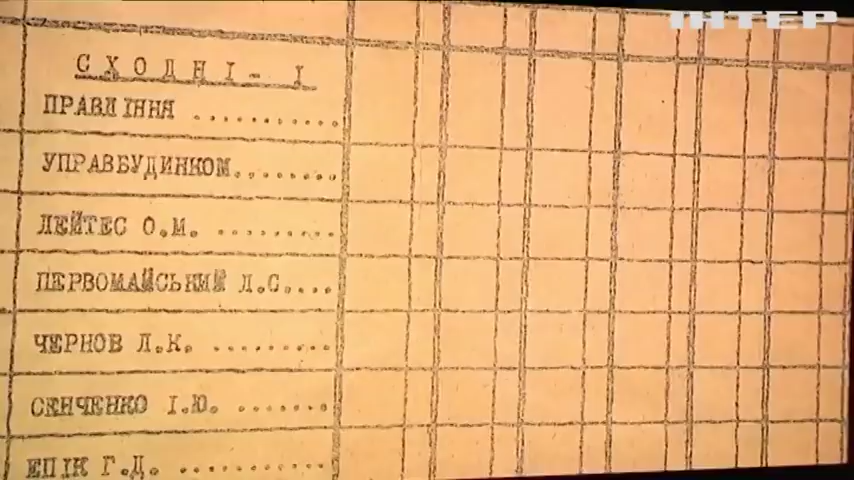 ІНТЕР
СХОДНІ - І
ПРАВЛІННЯ ..........
УПРАВБУДИНКОМ.......
ЛЕЙТЕС О.М. .........
ПЕРВОМАЙСЬКИЙ Л.С....
ЧЕРНОВ Л.К. .........
СЕНЧЕНКО І.Ю. .......
ЕПІК Г.Д. ...........